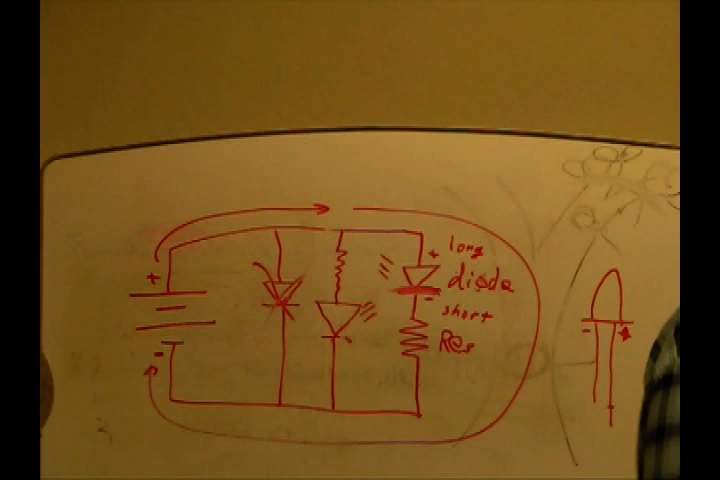 +
-
long
+
diode
-
short
Res
-
+